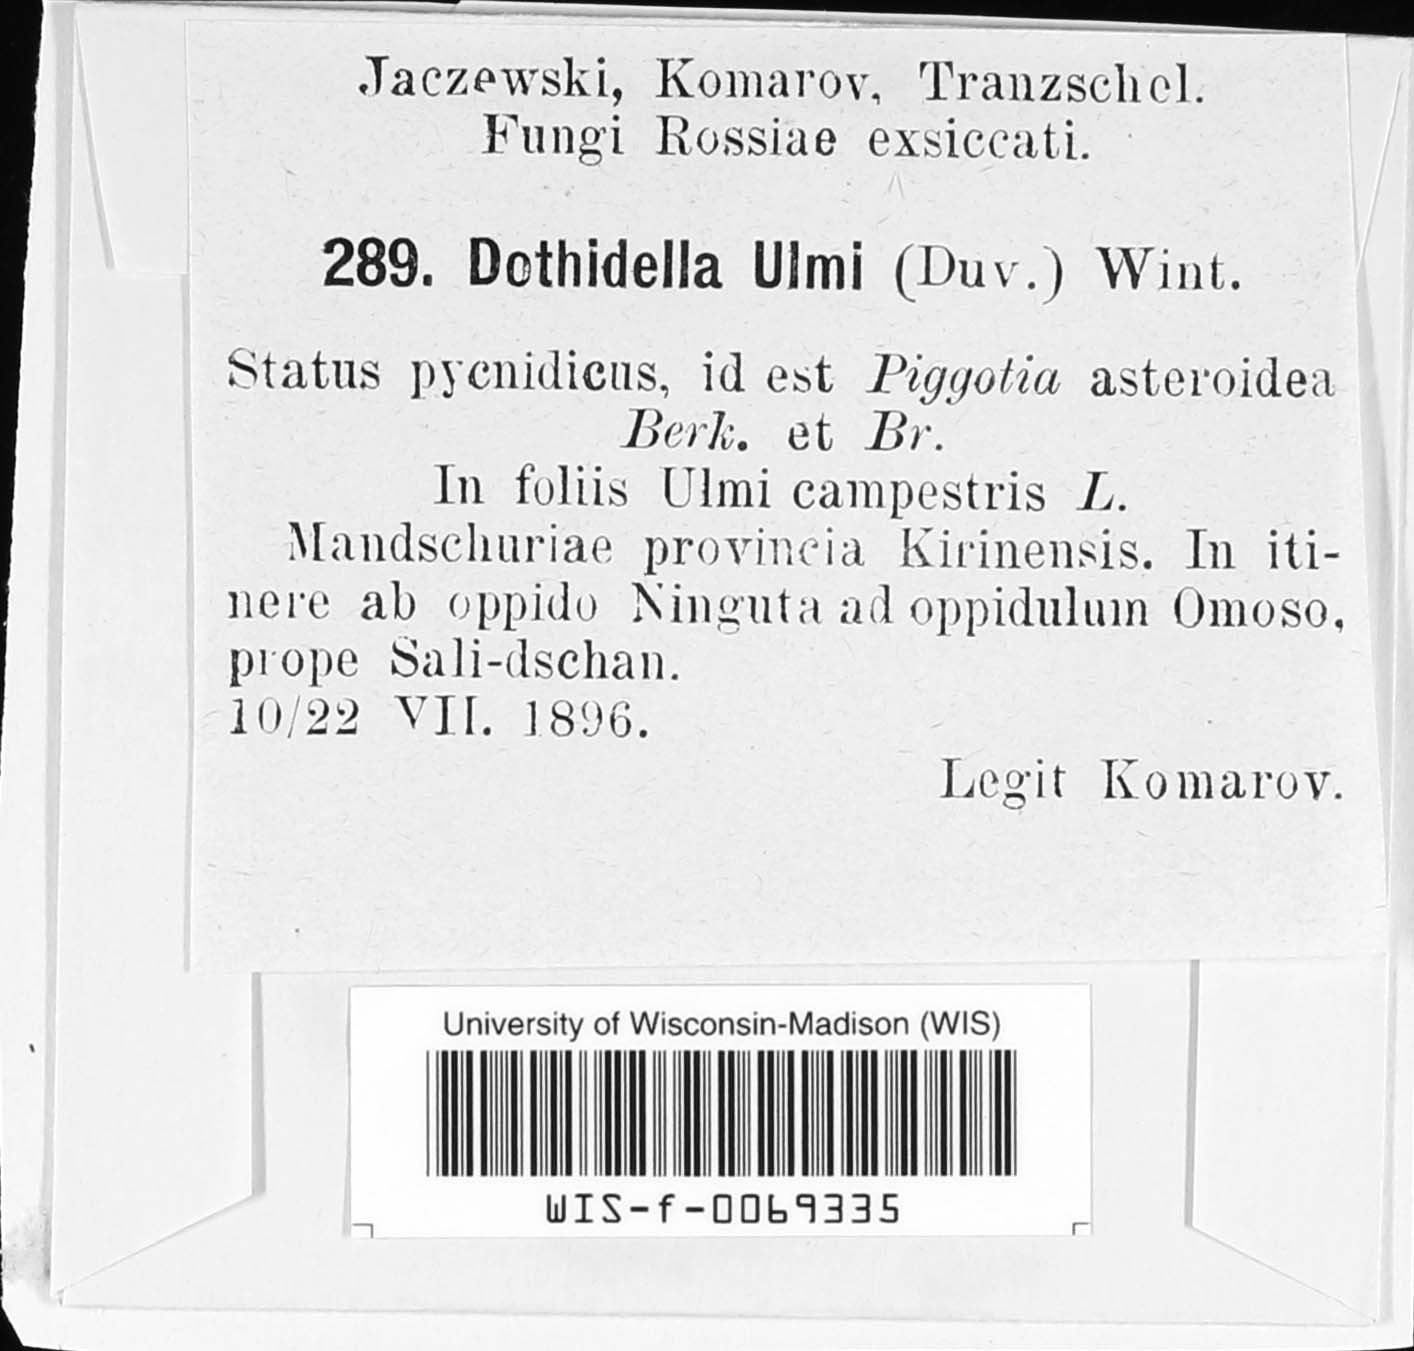 Jaczewski, Komarov, Tranzschel.
Fungi Rossiae exsiccati.
289. Dothidella Ulmi (Duv.) Wint.
Status pycnidicus, id est Piggotia asteroidea
Berk. et Br.
In foliis Ulmi campestris L.
Mandschuriae provincia Kirinensis. In iti-
nere ab oppido Ninguta ad oppidulum Omoso,
prope Sali-dschan.
10/22 VII. 1896.
Legit Komarov.
University of Wisconsin-Madison (WIS)
WIS-f-0069335